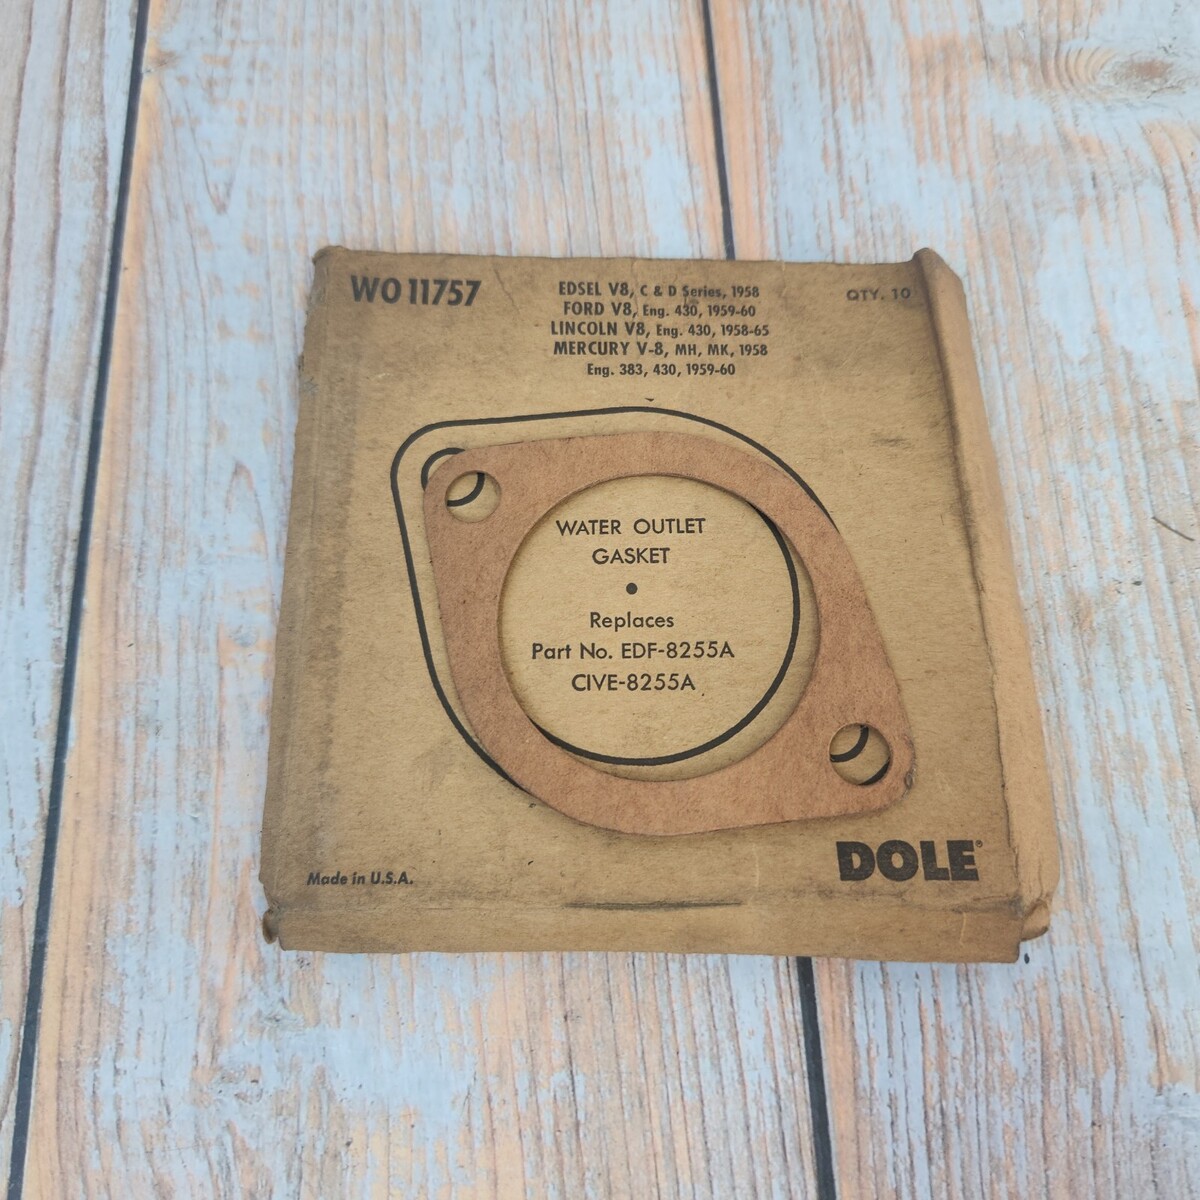 WO 11757
EDSEL V8, C & D Series, 1958
FORD V8, Eng. 430, 1959-60
LINCOLN V8, Eng. 430, 1958-65
MERCURY V-8, MH, MK, 1958
Eng. 383, 430, 1959-60
QTY. 10
WATER OUTLET
GASKET
•
Replaces
Part No. EDF-8255A
CIVE-8255A
Made in U.S.A.
DOLE®